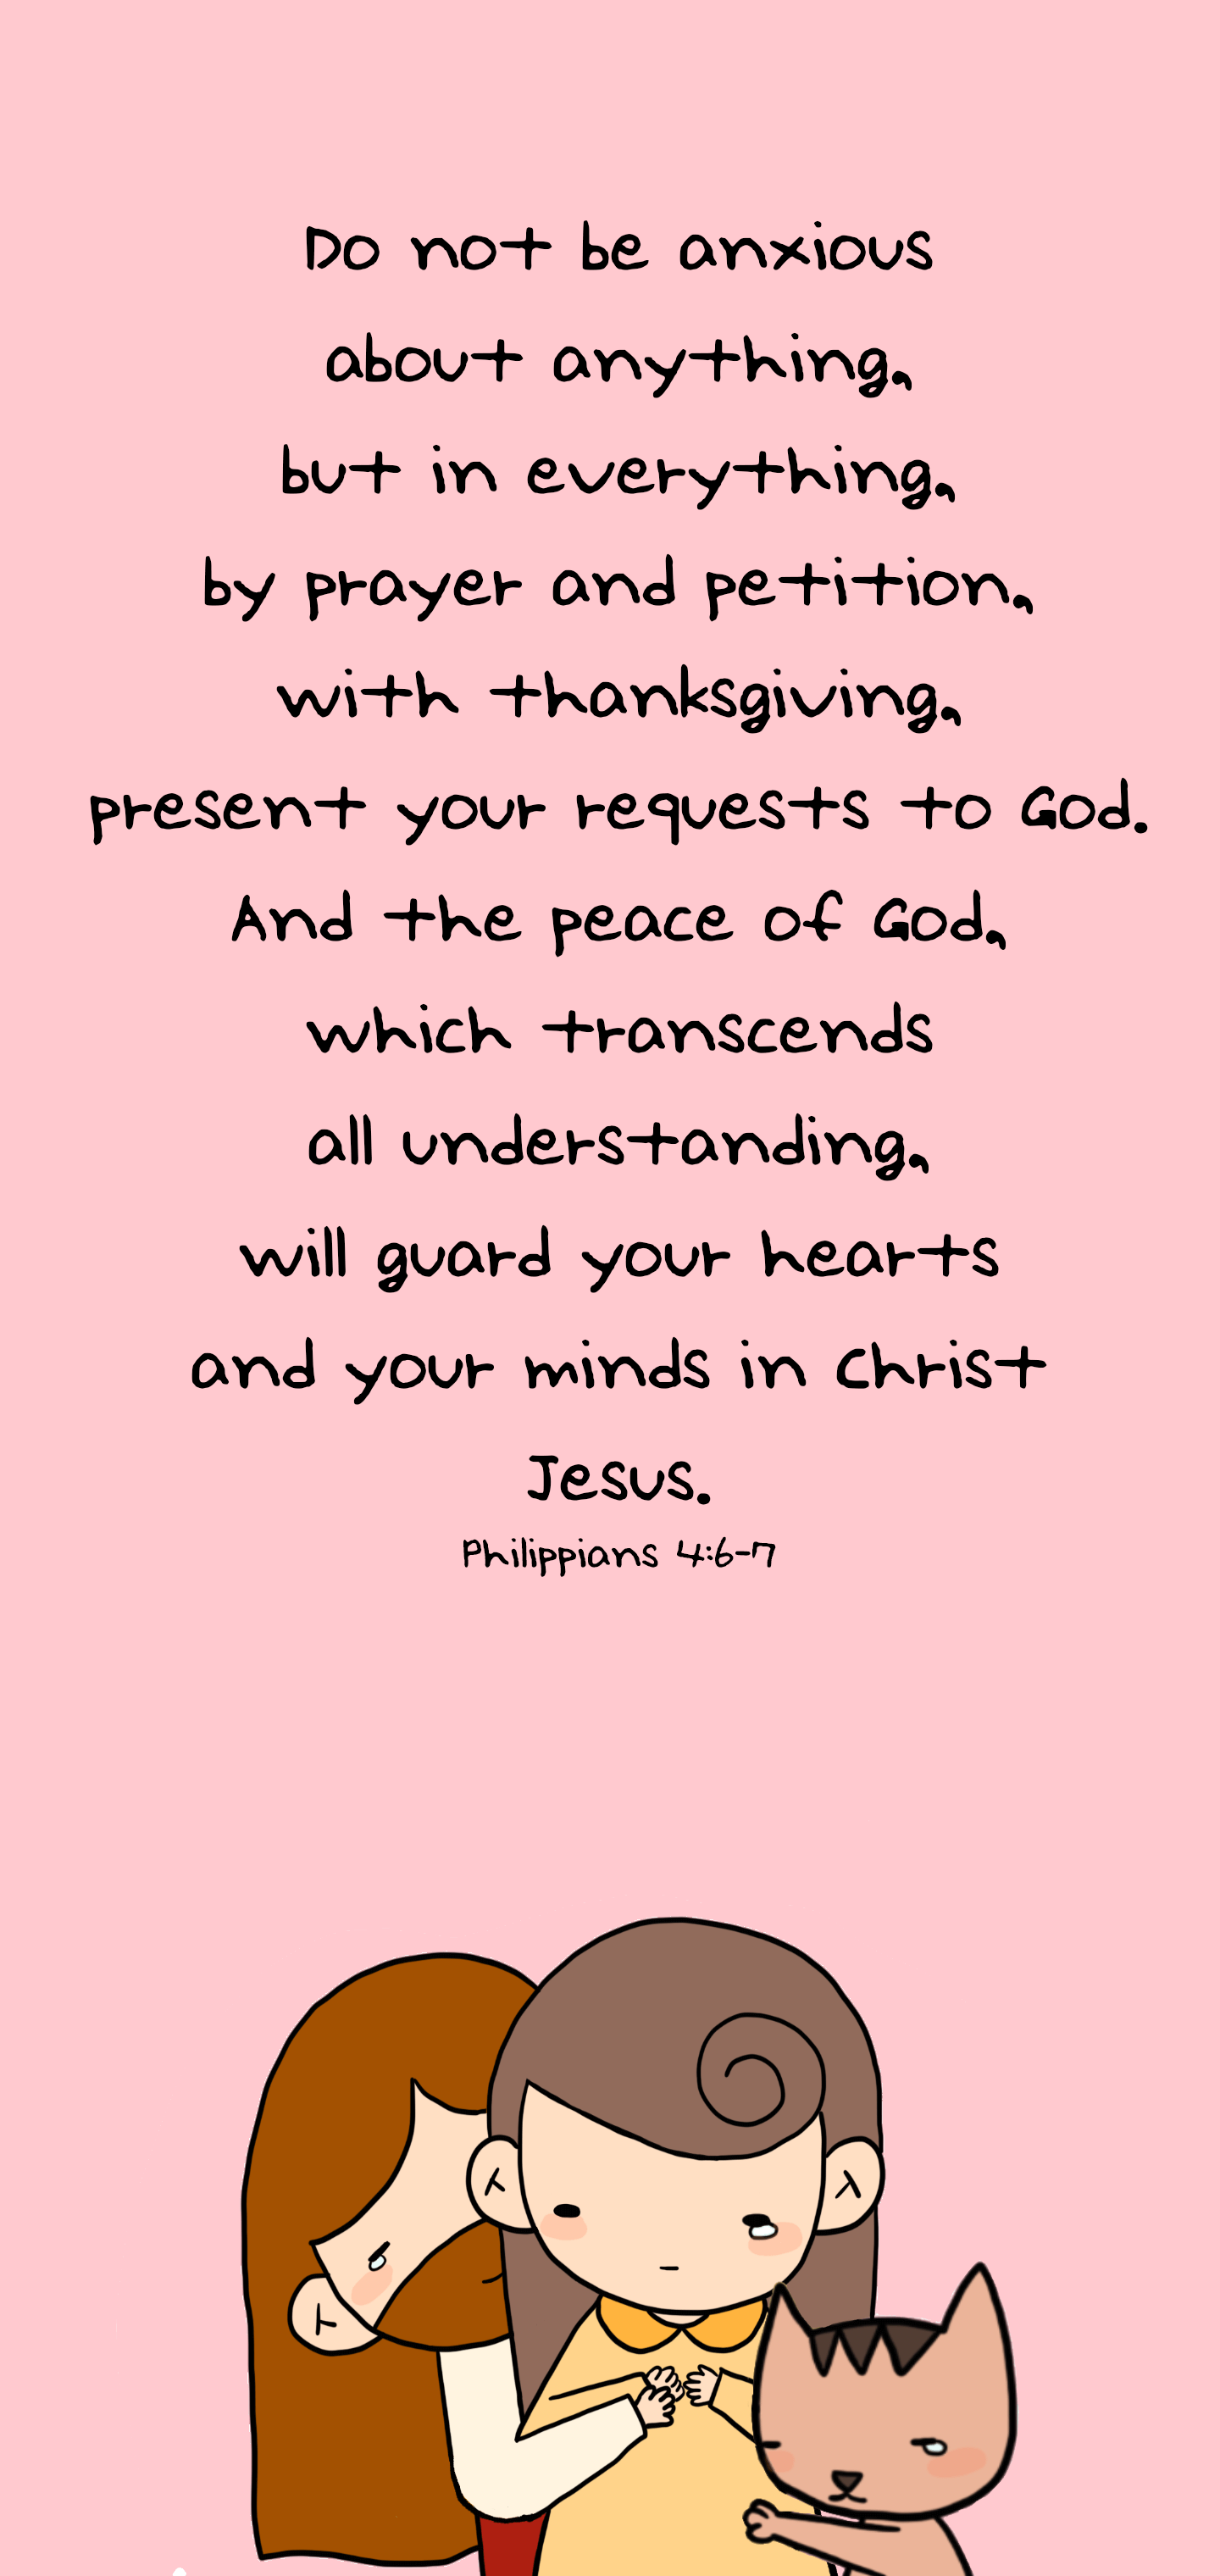 Do not be anxious
about anything,
but in everything,
by prayer and petition,
with thanksgiving,
present your requests to God.
And the peace of God,
which transcends
all understanding,
will guard your hearts
and your minds in Christ
Jesus.
Philippians 4:6-7